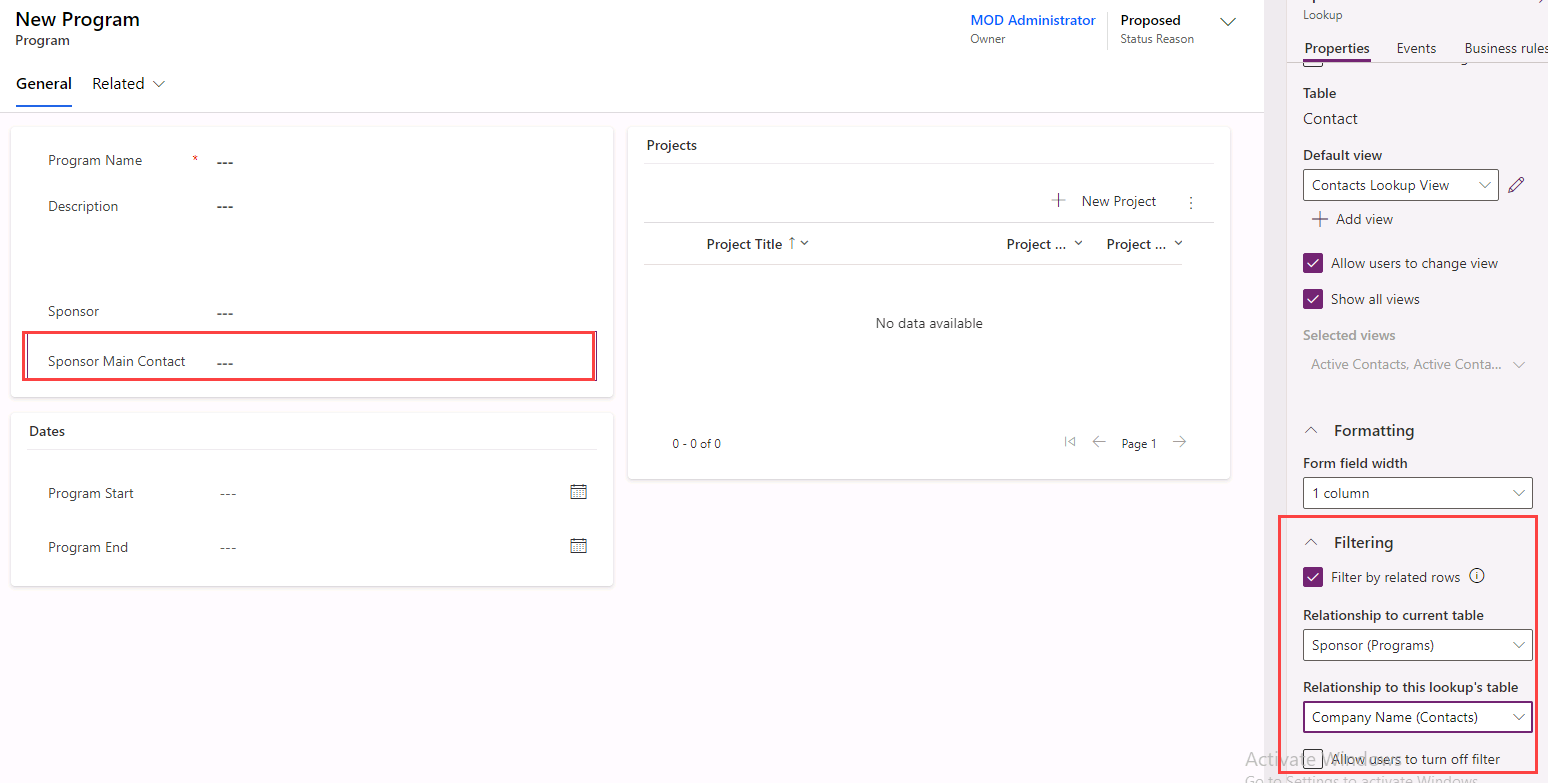 New Program
Program
MOD Administrator
Owner
Proposed
Status Reason
General Related
Program Name * ---
Description ---
Sponsor ---
Sponsor Main Contact ---
Dates
Program Start ---
Program End ---
Projects
New Project
Project Title ↑ Project ... Project ...
No data available
0 - 0 of 0
Page 1
Lookup
Properties Events Business rules
Table
Contact
Default view
Contacts Lookup View
Add view
Allow users to change view
Show all views
Selected views
Active Contacts, Active Conta...
Formatting
Form field width
1 column
Filtering
Filter by related rows
Relationship to current table
Sponsor (Programs)
Relationship to this lookup's table
Company Name (Contacts)
Allow users to turn off filter
Activate Windows
Go to Settings to activate Windows.